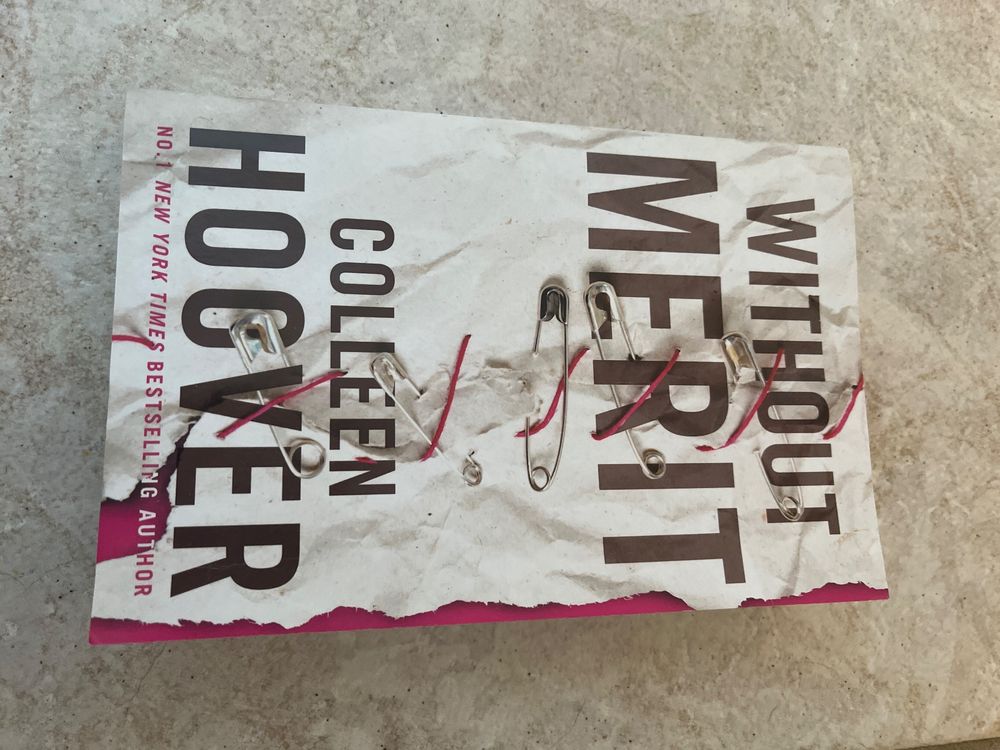 WITHOUT
MERIT
COLLEEN
HOOVER
NO.1 NEW YORK TIMES BESTSELLING AUTHOR